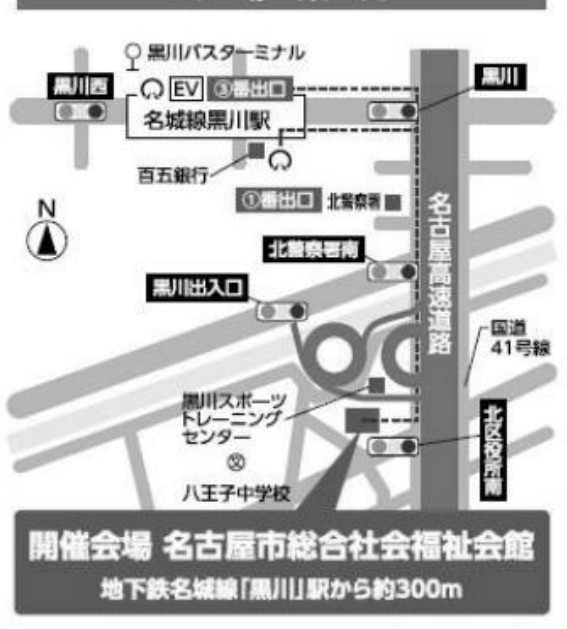 黒川バスターミナル
黒川西
EV
③番出口
黒川
名城線黒川駅
百五銀行
①番出口
北警察署
N
名古屋高速道路
北警察署南
黒川出入口
国道
41号線
黒川スポーツ
トレーニング
センター
北区役所南
八王子中学校
開催会場 名古屋市総合社会福祉会館
地下鉄名城線「黒川」駅から約300m